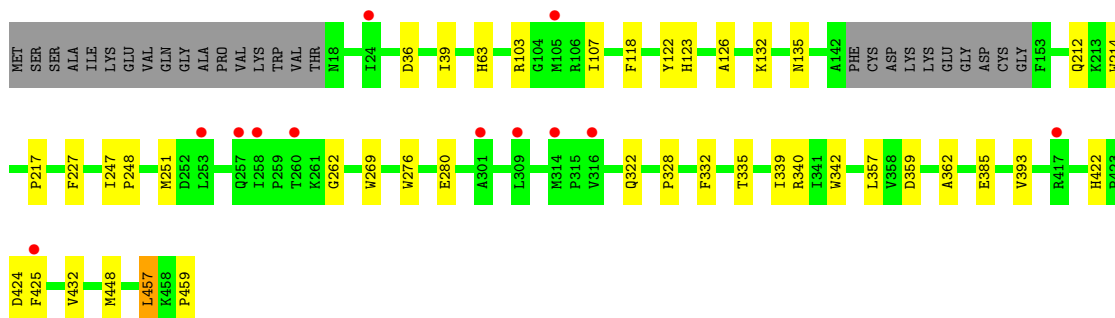 MET SER SER ALA ILE LYS GLU VAL GLN GLY ALA PRO VAL LYS TRP VAL THR N18 I24 D36 I39 H63 R103 G104 M105 R106 I107 F118 Y122 H123 A126 K132 N135 A142 PHE CYS ASP LYS LYS GLU GLY ASP CYS GLY F153 Q212 K213 W214
P217 F227 I247 P248 M251 D252 L253 Q257 I258 P259 T260 K261 G262 W269 W276 E280 A301 L309 M314 P315 V316 Q322 P328 F332 T335 I339 R340 I341 W342 L357 V358 D359 A362 E385 V393 R417 H422
D424 F425 V432 M448 L457 K458 P459